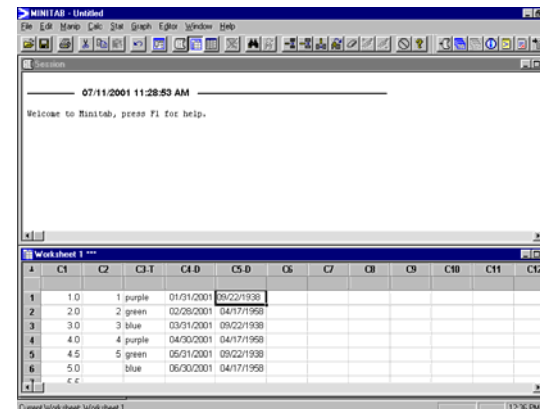 MINITAB - Untitled
File Edit Manip Calc Stat Graph Editor Window Help
Session
07/11/2001 11:28:53 AM
Welcome to Minitab, press F1 for help.
Worksheet 1 ***
C1 C2 C3-T C4-D C5-D C6 C7 C8 C9 C10 C11 C12
1 1.0 1 purple 01/31/2001 09/22/1938
2 2.0 2 green 02/28/2001 04/17/1958
3 3.0 3 blue 03/31/2001 09/22/1938
4 4.0 4 purple 04/30/2001 04/17/1958
5 4.5 5 green 05/31/2001 09/22/1938
6 5.0 blue 06/30/2001 04/17/1958
Current Worksheet: Worksheet 1 12:35 PM